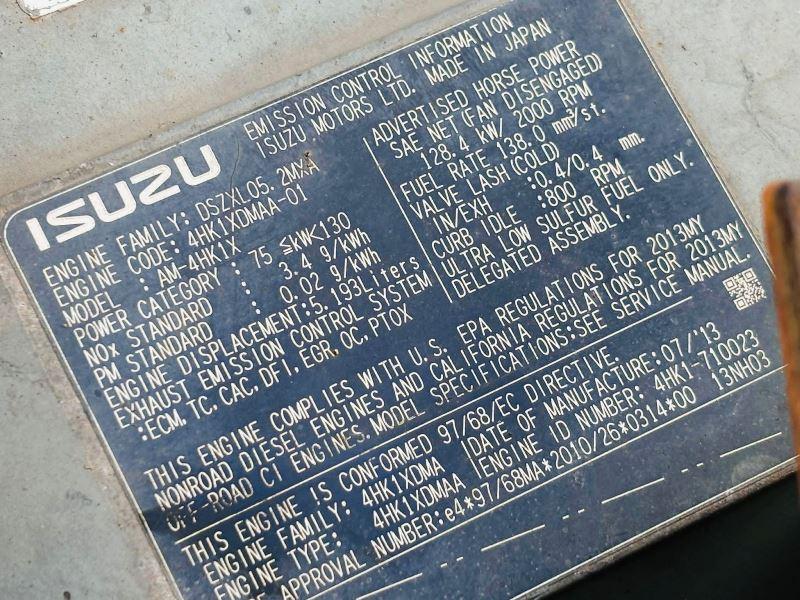 ISUZU
EMISSION CONTROL INFORMATION
ISUZU MOTORS LTD. MADE IN JAPAN
ENGINE FAMILY: DSZXL05.2MXA
ENGINE CODE: 4HK1XDMAA-01
MODEL : AM-4HK1X
POWER CATEGORY : 75 ≦kW<130
NOx STANDARD : 3.4 g/kWh
PM STANDARD : 0.02 g/kWh
ENGINE DISPLACEMENT: 5.193Liters
EXHAUST EMISSION CONTROL SYSTEM
:ECM, TC, CAC, DFI, EGR, OC, PTOX
ADVERTISED HORSE POWER
SAE NET (FAN DISENGAGED)
128.4 kW/ 2000 RPM
FUEL RATE 138.0 mm³/st.
VALVE LASH (COLD)
IN/EXH : 0.4/0.4 mm.
CURB IDLE : 800 RPM.
ULTRA LOW SULFUR FUEL ONLY.
DELEGATED ASSEMBLY.
THIS ENGINE COMPLIES WITH U.S. EPA REGULATIONS FOR 2013MY
NONROAD DIESEL ENGINES AND CALIFORNIA REGULATIONS FOR 2013MY
OFF-ROAD CI ENGINES. MODEL SPECIFICATIONS:SEE SERVICE MANUAL.
THIS ENGINE IS CONFORMED 97/68/EC DIRECTIVE.
ENGINE FAMILY: 4HK1XDMA
DATE OF MANUFACTURE:07/'13
ENGINE TYPE: 4HK1XDMAA
ENGINE ID NUMBER: 4HK1-710023
APPROVAL NUMBER:e4*97/68MA*2010/26*0314*00 13NH03